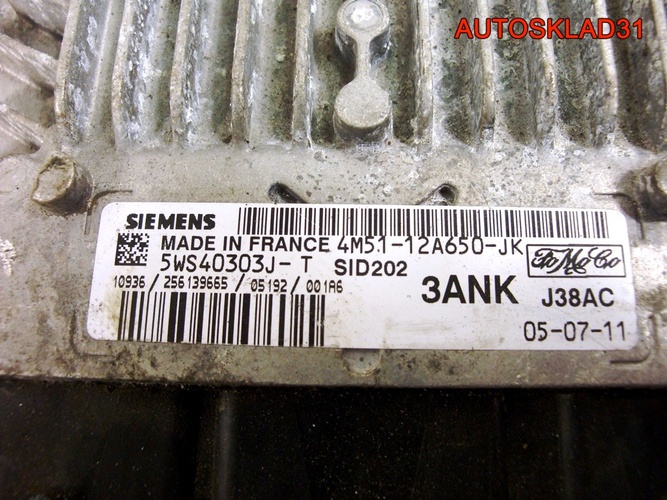 AUTOSKLAD31
SIEMENS
MADE IN FRANCE 4M51-12A650-JK
5WS40303J-T SID202
FoMoCo
10936/256139665/05192/001A6
3ANK J38AC
05-07-11